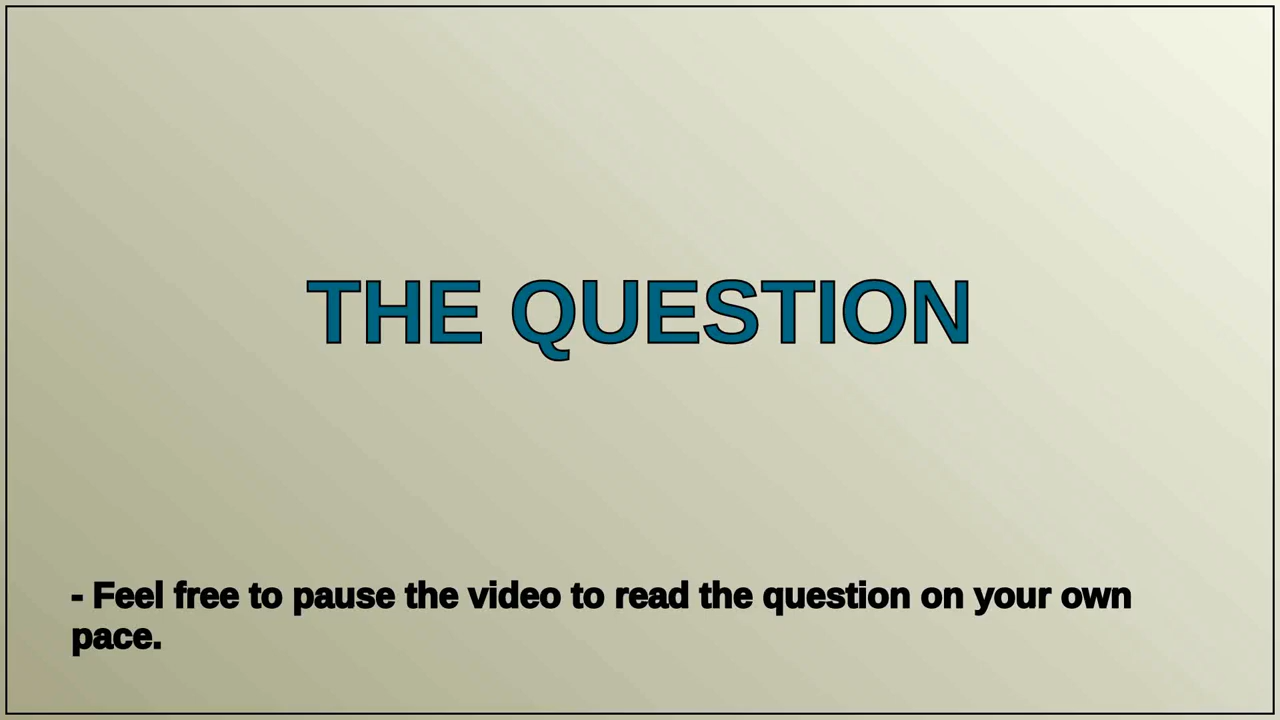 THE QUESTION
- Feel free to pause the video to read the question on your own
pace.